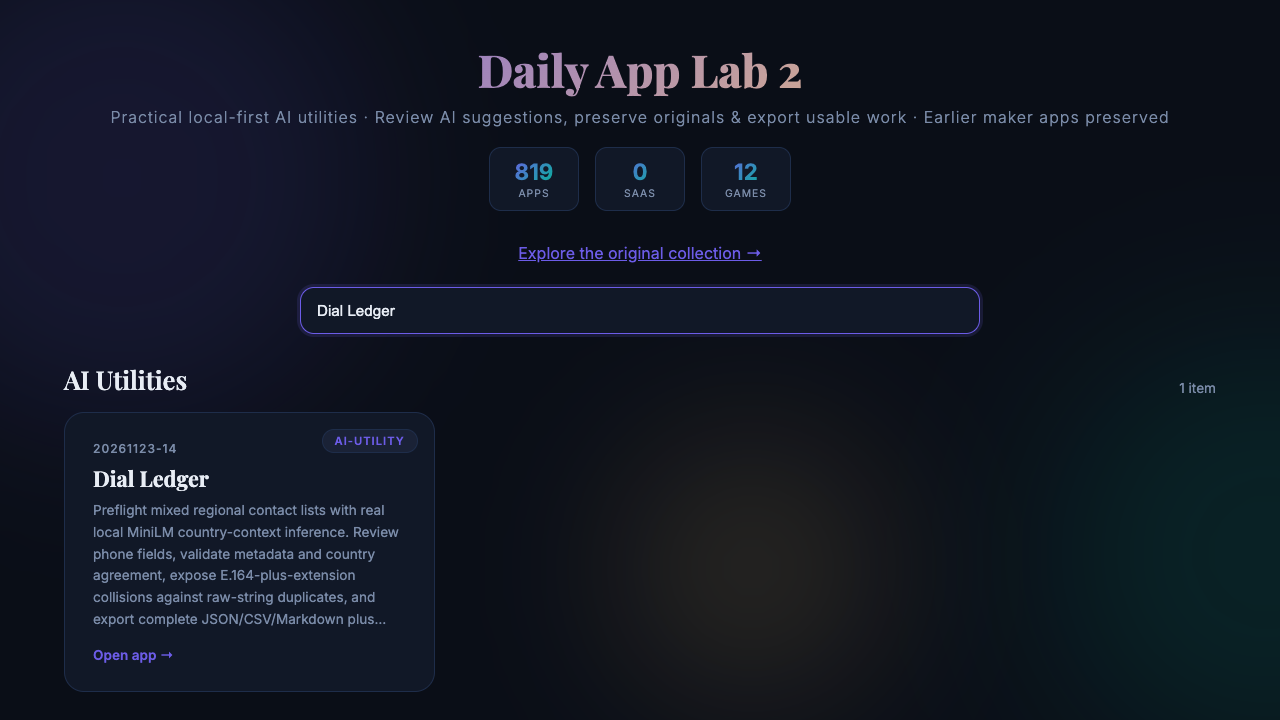 Daily App Lab 2
Practical local-first AI utilities · Review AI suggestions, preserve originals & export usable work · Earlier maker apps preserved
819
APPS
0
SAAS
12
GAMES
Explore the original collection →
Dial Ledger
AI Utilities
1 item
20261123-14
AI-UTILITY
Dial Ledger
Preflight mixed regional contact lists with real
local MiniLM country-context inference. Review
phone fields, validate metadata and country
agreement, expose E.164-plus-extension
collisions against raw-string duplicates, and
export complete JSON/CSV/Markdown plus...
Open app →